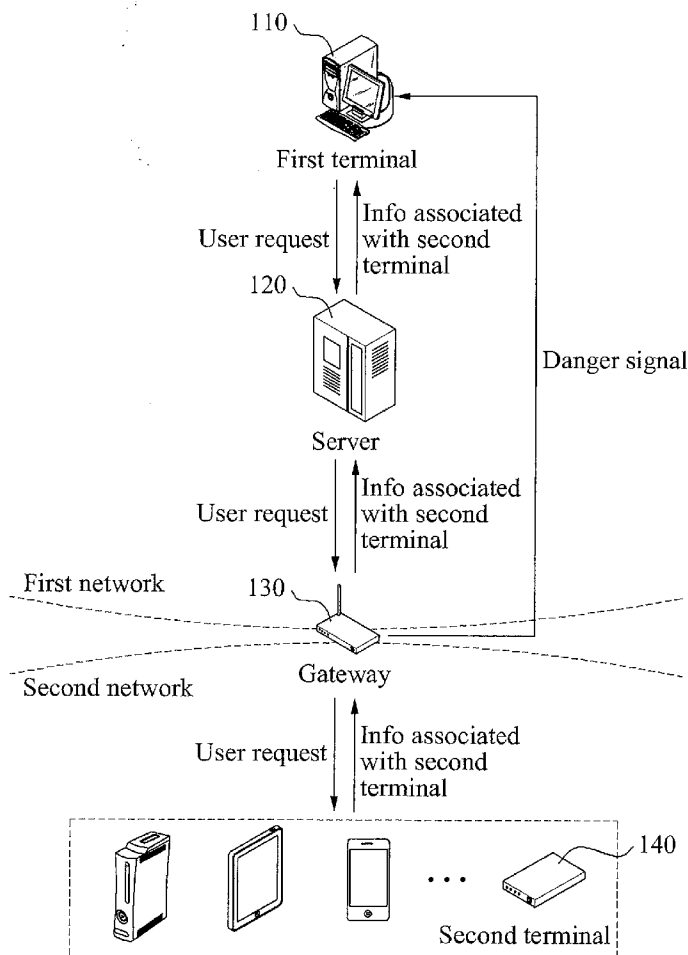 110
First terminal
User request
Info associated
with second
terminal
120
Server
Danger signal
User request
Info associated
with second
terminal
First network
130
Second network
Gateway
User request
Info associated
with second
terminal
140
Second terminal